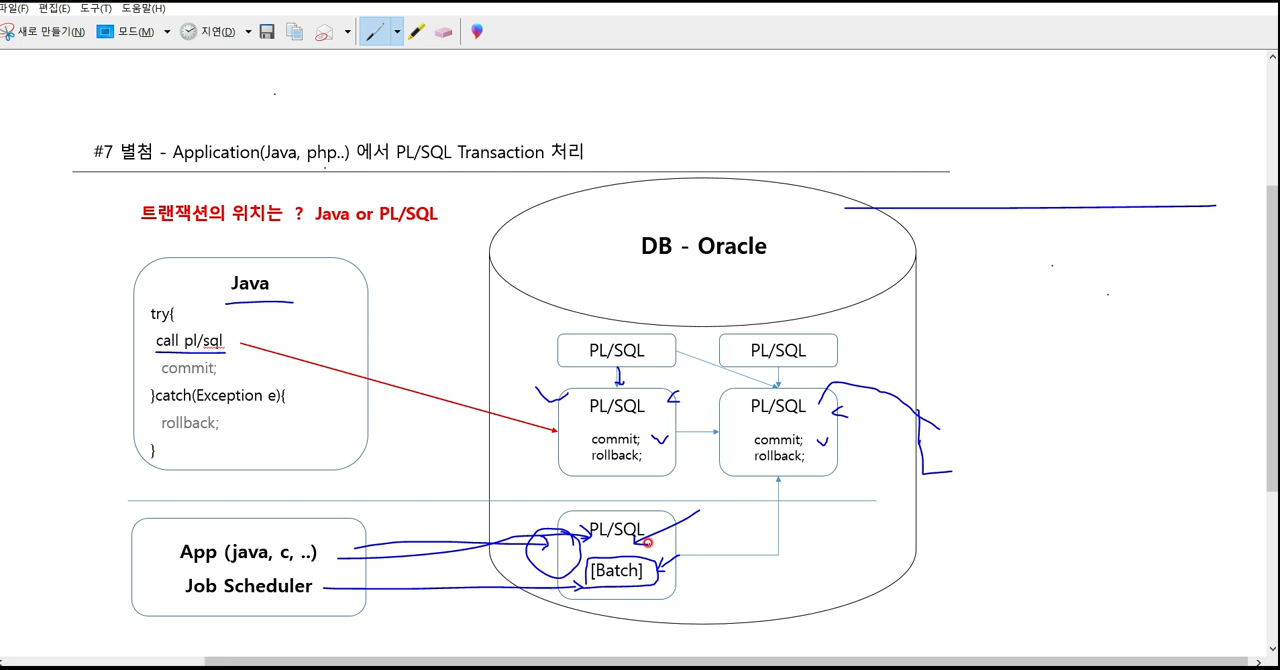 파일(F) 편집(E) 도구(T) 도움말(H)
새로 만들기(N) 모드(M) 지연(D)
#7 별첨 - Application(Java, php..) 에서 PL/SQL Transaction 처리
트랜잭션의 위치는 ? Java or PL/SQL
DB - Oracle
Java
try{
call pl/sql
commit;
}catch(Exception e){
rollback;
}
PL/SQL
PL/SQL
PL/SQL
commit;
rollback;
PL/SQL
commit;
rollback;
App (java, c, ..)
Job Scheduler
PL/SQL
[Batch]